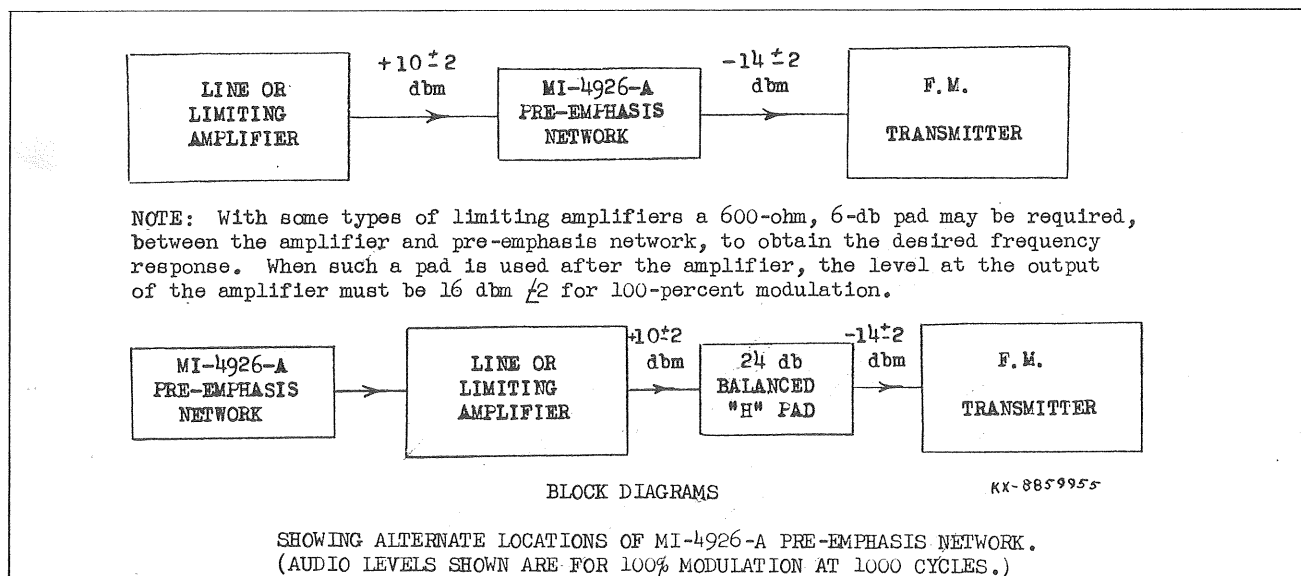 +10 ± 2
dbm
-14 ± 2
dbm
LINE OR
LIMITING
AMPLIFIER
MI-4926-A
PRE-EMPHASIS
NETWORK
F.M.
TRANSMITTER
NOTE: With some types of limiting amplifiers a 600-ohm, 6-db pad may be required,
between the amplifier and pre-emphasis network, to obtain the desired frequency
response. When such a pad is used after the amplifier, the level at the output
of the amplifier must be 16 dbm ±2 for 100-percent modulation.
MI-4926-A
PRE-EMPHASIS
NETWORK
LINE OR
LIMITING
AMPLIFIER
+10±2
dbm
24 db
BALANCED
"H" PAD
-14±2
dbm
F.M.
TRANSMITTER
BLOCK DIAGRAMS
KX-8859955
SHOWING ALTERNATE LOCATIONS OF MI-4926-A PRE-EMPHASIS NETWORK.
(AUDIO LEVELS SHOWN ARE FOR 100% MODULATION AT 1000 CYCLES.)